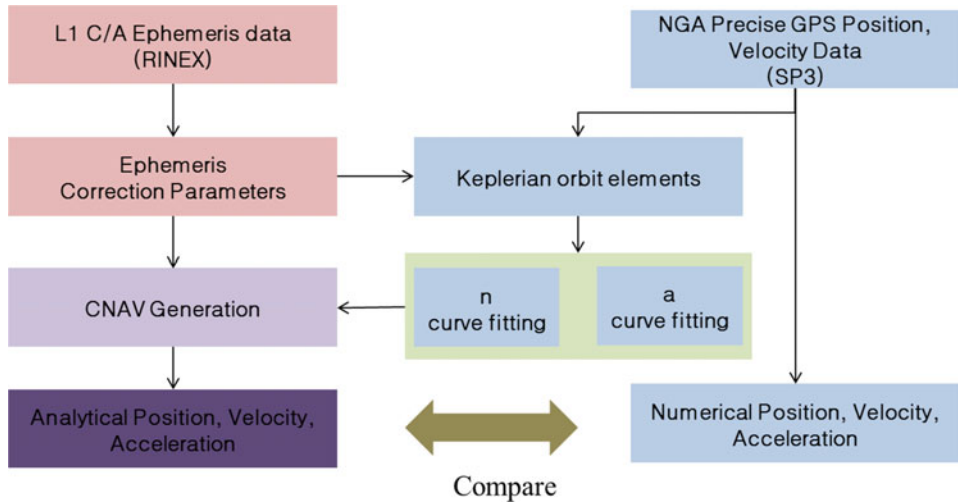 L1 C/A Ephemeris data
(RINEX)
NGA Precise GPS Position,
Velocity Data
(SP3)
Ephemeris
Correction Parameters
Keplerian orbit elements
CNAV Generation
n
curve fitting
a
curve fitting
Analytical Position, Velocity,
Acceleration
Numerical Position, Velocity,
Acceleration
Compare